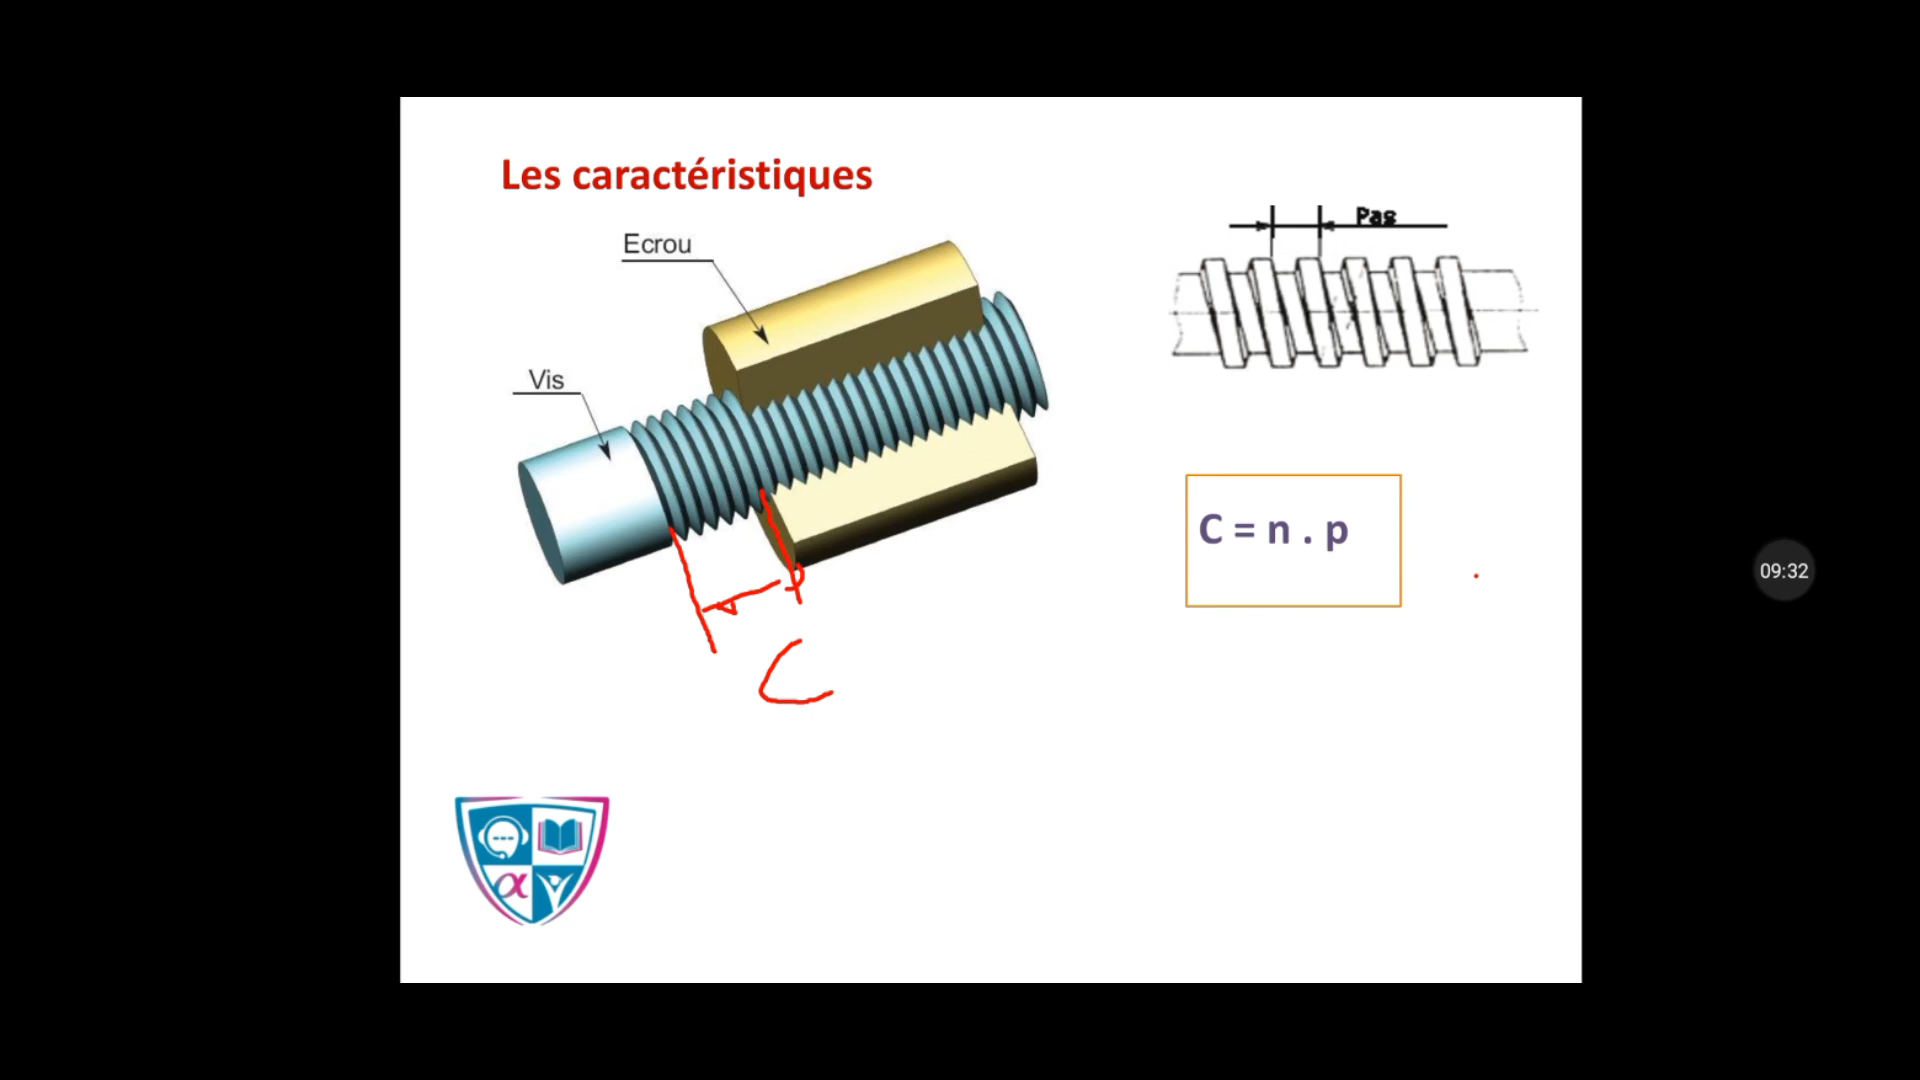 Les caractéristiques
Ecrou
Pas
Vis
C = n . p
09:32
C
α